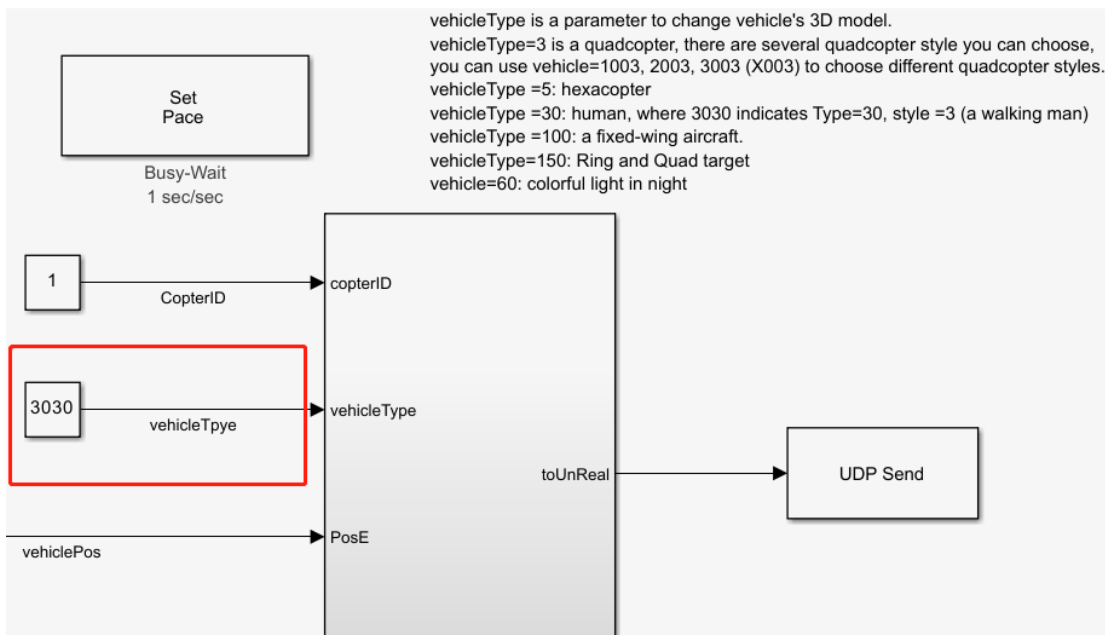 vehicleType is a parameter to change vehicle's 3D model.
vehicleType=3 is a quadcopter, there are several quadcopter style you can choose,
you can use vehicle=1003, 2003, 3003 (X003) to choose different quadcopter styles.
vehicleType =5: hexacopter
vehicleType =30: human, where 3030 indicates Type=30, style =3 (a walking man)
vehicleType =100: a fixed-wing aircraft.
vehicleType=150: Ring and Quad target
vehicle=60: colorful light in night
Set
Pace
Busy-Wait
1 sec/sec
1
CopterID
copterID
3030
vehicleTpye
vehicleType
toUnReal
UDP Send
vehiclePos
PosE